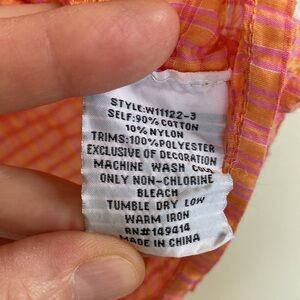 STYLE:W11122-3
SELF:90% COTTON
10% NYLON
TRIMS:100%POLYESTER
EXCLUSIVE OF DECORATION
MACHINE WASH COLD
ONLY NON-CHLORINE
BLEACH
TUMBLE DRY LOW
WARM IRON
RN#149414
MADE IN CHINA